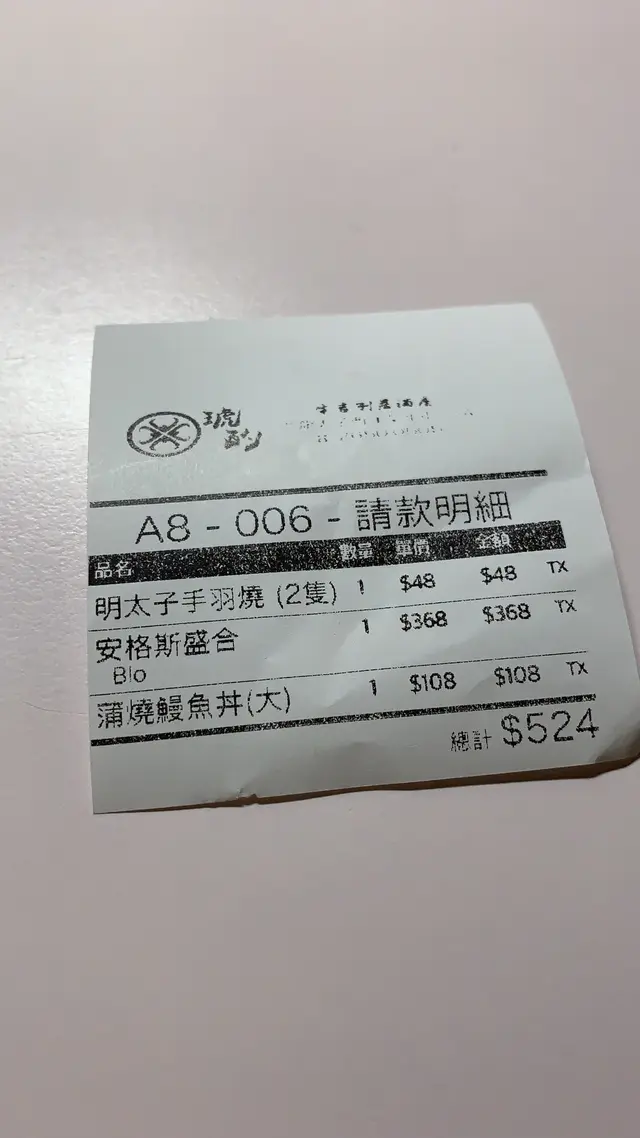 琥
酌
A8 - 006 - 請款明細
品名 數量 單價 金額
明太子手羽燒 (2隻) 1 $48 $48 TX
安格斯盛合 1 $368 $368 TX
Blo
蒲燒鰻魚丼(大) 1 $108 $108 TX
總計 $524